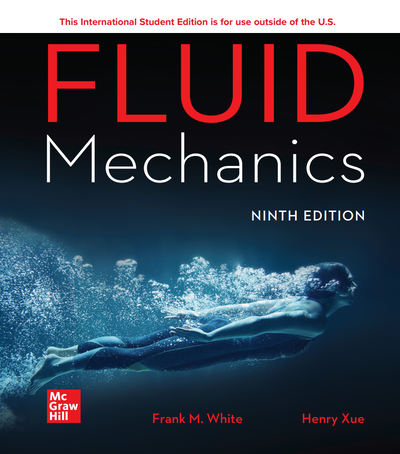 This International Student Edition is for use outside of the U.S.
FLUID
Mechanics
NINTH EDITION
Mc
Graw
Hill
Frank M. White
Henry Xue